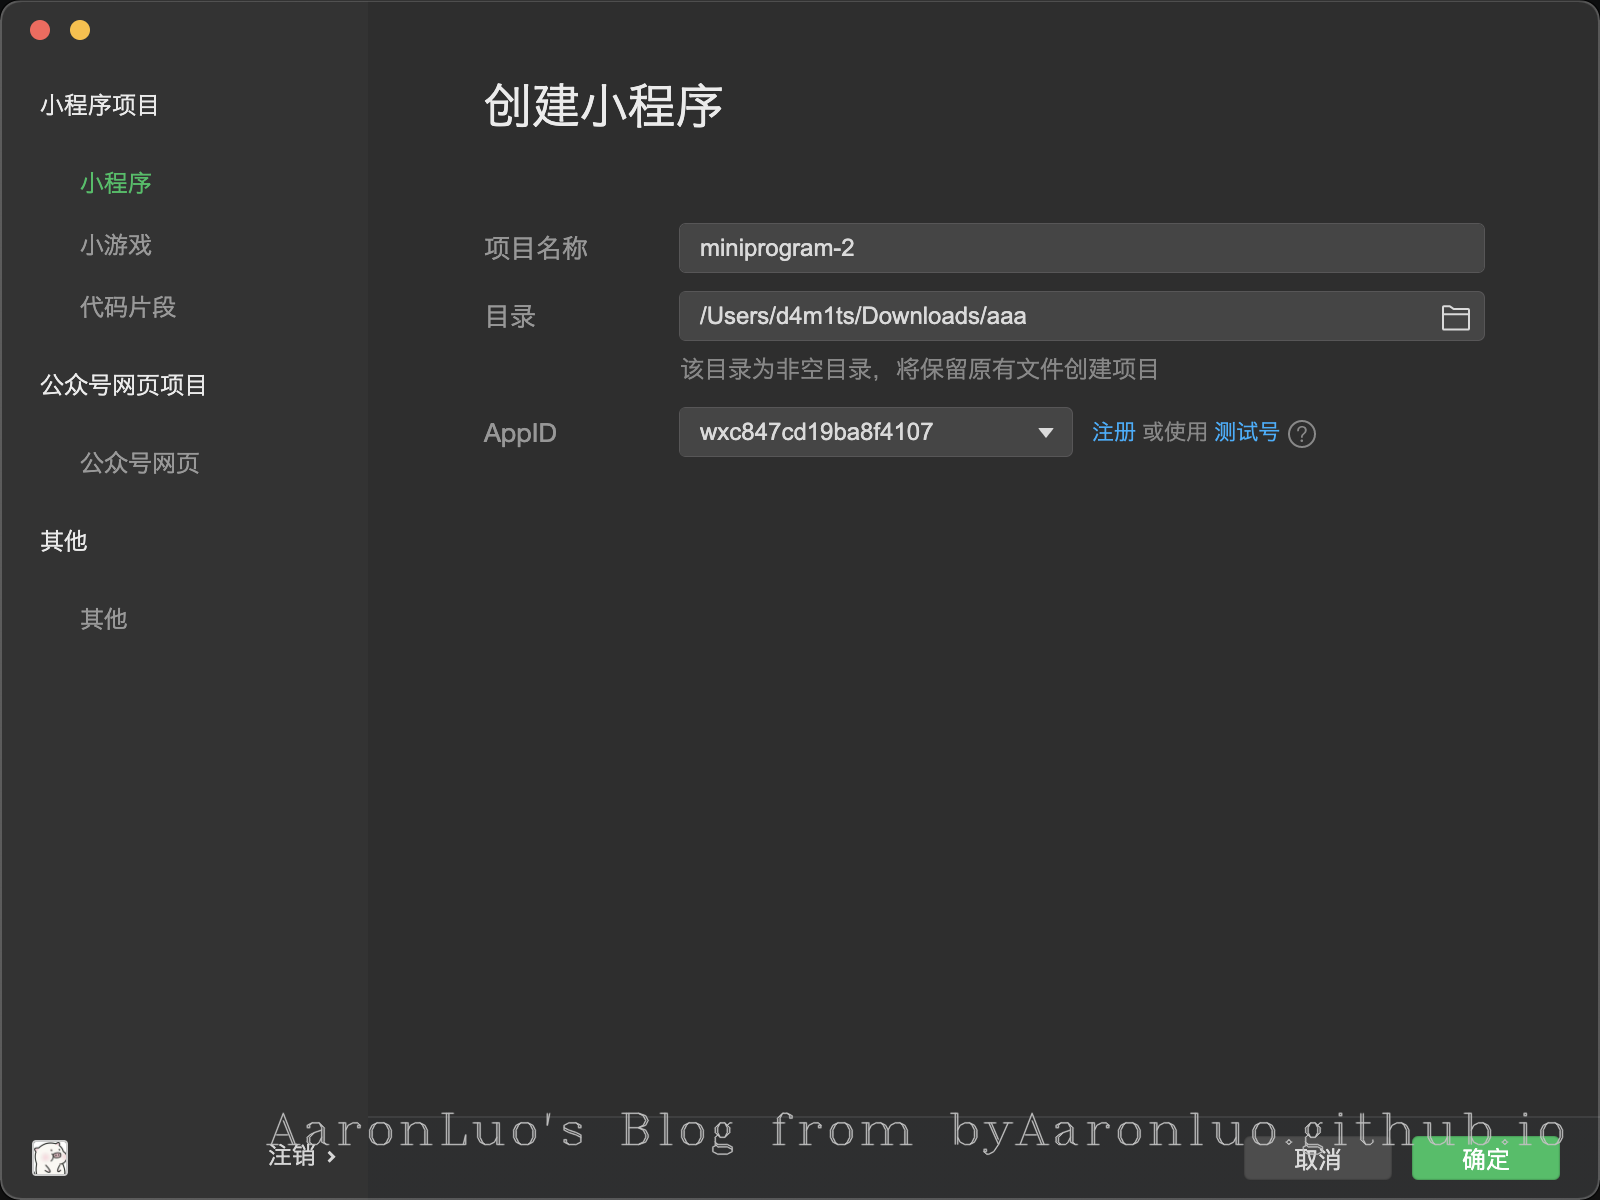 小程序项目
小程序
小游戏
代码片段
公众号网页项目
公众号网页
其他
其他
注销
创建小程序
项目名称 miniprogram-2
目录 /Users/d4m1ts/Downloads/aaa
该目录为非空目录，将保留原有文件创建项目
AppID wxc847cd19ba8f4107 注册 或使用 测试号 ?
AaronLuo's Blog from byAaronluo.github.io
取消 确定